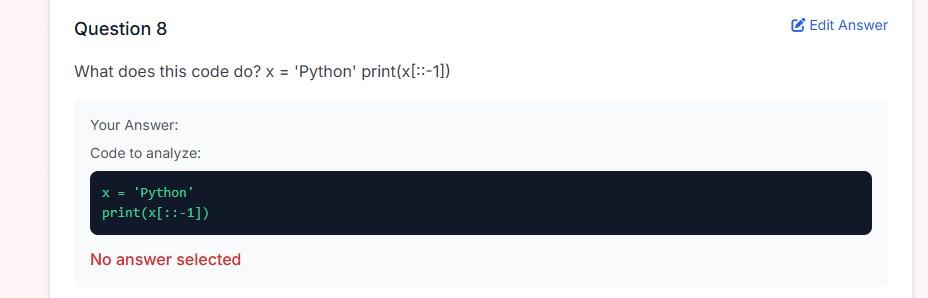 Question 8
Edit Answer
What does this code do? x = 'Python' print(x[::-1])
Your Answer:
Code to analyze:
x = 'Python'
print(x[::-1])
No answer selected